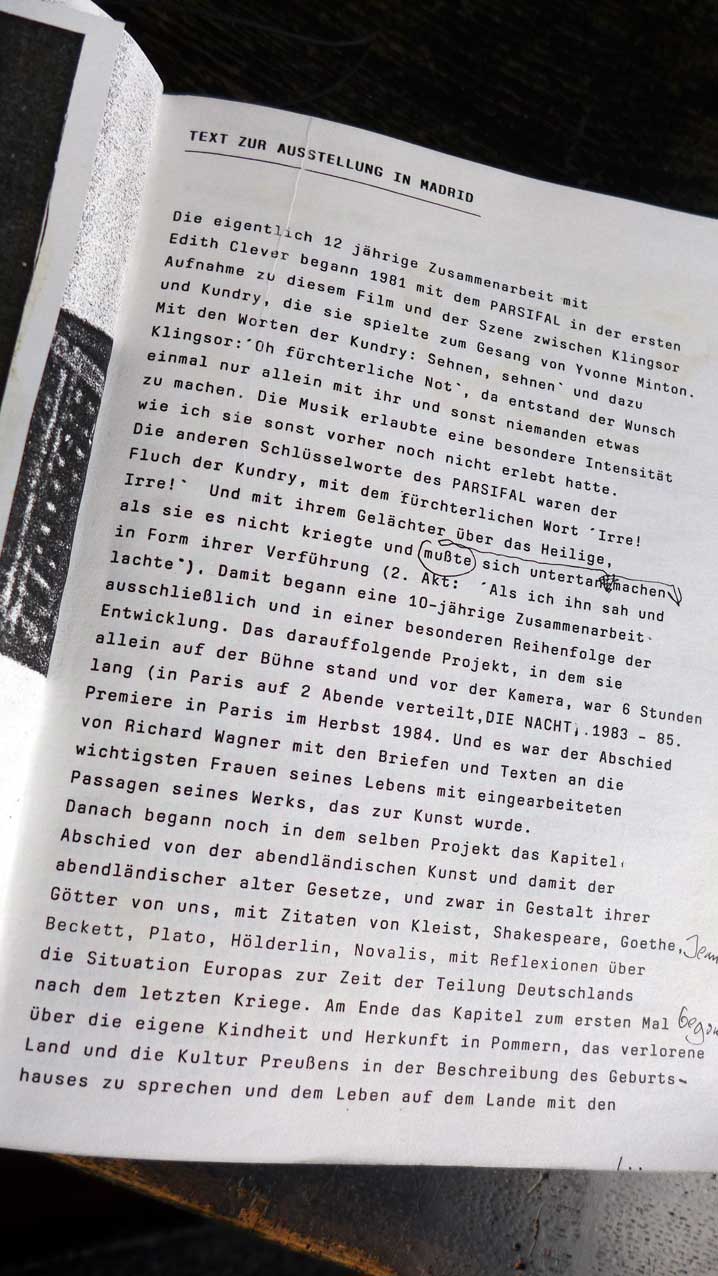 TEXT ZUR AUSSTELLUNG IN MADRID
Die eigentlich 12 jährige Zusammenarbeit mit
Edith Clever begann 1981 mit dem PARSIFAL in der ersten
Aufnahme zu diesem Film und der Szene zwischen Klingsor
und Kundry, die sie spielte zum Gesang von Yvonne Minton.
Mit den Worten der Kundry: Sehnen, sehnen` und dazu
Klingsor:´Oh fürchterliche Not`, da entstand der Wunsch
einmal nur allein mit ihr und sonst niemanden etwas
zu machen. Die Musik erlaubte eine besondere Intensität
wie ich sie sonst vorher noch nicht erlebt hatte.
Die anderen Schlüsselworte des PARSIFAL waren der
Fluch der Kundry, mit dem fürchterlichen Wort ´Irre!
Irre!` Und mit ihrem Gelächter über das Heilige,
als sie es nicht kriegte und mußte sich untertan machen
in Form ihrer Verführung (2. Akt: ´Als ich ihn sah und
lachte"). Damit begann eine 10-jährige Zusammenarbeit
ausschließlich und in einer besonderen Reihenfolge der
Entwicklung. Das darauffolgende Projekt, in dem sie
allein auf der Bühne stand und vor der Kamera, war 6 Stunden
lang (in Paris auf 2 Abende verteilt,DIE NACHT, 1983 - 85.
Premiere in Paris im Herbst 1984. Und es war der Abschied
von Richard Wagner mit den Briefen und Texten an die
wichtigsten Frauen seines Lebens mit eingearbeiteten
Passagen seines Werks, das zur Kunst wurde.
Danach begann noch in dem selben Projekt das Kapitel
Abschied von der abendländischen Kunst und damit der
abendländischer alter Gesetze, und zwar in Gestalt ihrer
Götter von uns, mit Zitaten von Kleist, Shakespeare, Goethe,
Beckett, Plato, Hölderlin, Novalis, mit Reflexionen über
die Situation Europas zur Zeit der Teilung Deutschlands
nach dem letzten Kriege. Am Ende das Kapitel zum ersten Mal
über die eigene Kindheit und Herkunft in Pommern, das verlorene
Land und die Kultur Preußens in der Beschreibung des Geburts-
hauses zu sprechen und dem Leben auf dem Lande mit den